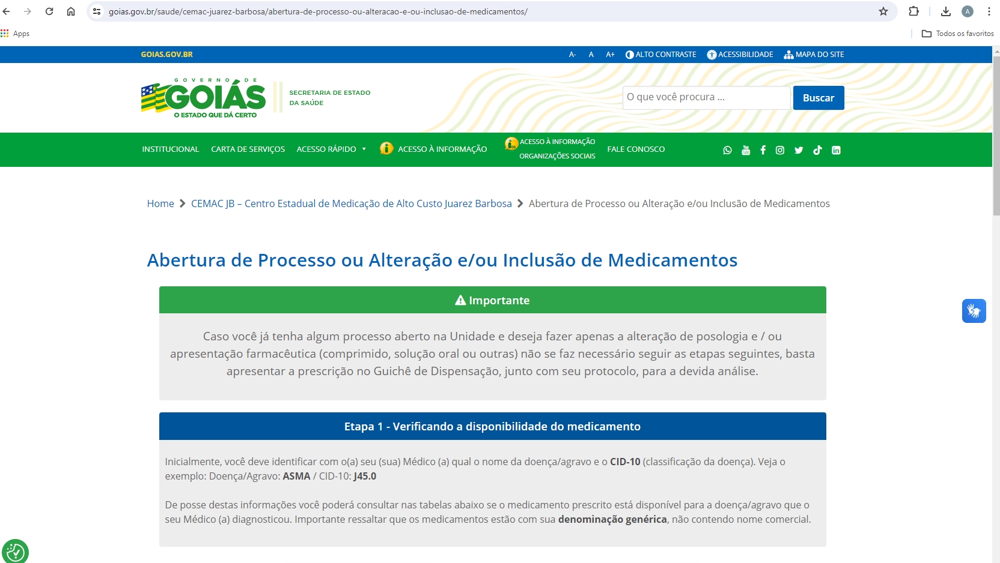 goias.gov.br/saude/cemac-juarez-barbosa/abertura-de-processo-ou-alteracao-e-ou-inclusao-de-medicamentos/
A
Apps
Todos os favoritos
GOIAS.GOV.BR
A-
A
A+
ALTO CONTRASTE
ACESSIBILIDADE
MAPA DO SITE
GOVERNO DE
GOIÁS
O ESTADO QUE DÁ CERTO
SECRETARIA DE ESTADO
DA SAÚDE
O que você procura ...
Buscar
INSTITUCIONAL
CARTA DE SERVIÇOS
ACESSO RÁPIDO
ACESSO À INFORMAÇÃO
ACESSO À INFORMAÇÃO
ORGANIZAÇÕES SOCIAIS
FALE CONOSCO
Home
CEMAC JB – Centro Estadual de Medicação de Alto Custo Juarez Barbosa
Abertura de Processo ou Alteração e/ou Inclusão de Medicamentos
Abertura de Processo ou Alteração e/ou Inclusão de Medicamentos
Importante
Caso você já tenha algum processo aberto na Unidade e deseja fazer apenas a alteração de posologia e / ou
apresentação farmacêutica (comprimido, solução oral ou outras) não se faz necessário seguir as etapas seguintes, basta
apresentar a prescrição no Guichê de Dispensação, junto com seu protocolo, para a devida análise.
Etapa 1 - Verificando a disponibilidade do medicamento
Inicialmente, você deve identificar com o(a) seu (sua) Médico (a) qual o nome da doença/agravo e o CID-10 (classificação da doença). Veja o
exemplo: Doença/Agravo: ASMA / CID-10: J45.0
De posse destas informações você poderá consultar nas tabelas abaixo se o medicamento prescrito está disponível para a doença/agravo que o
seu Médico (a) diagnosticou. Importante ressaltar que os medicamentos estão com sua denominação genérica, não contendo nome comercial.